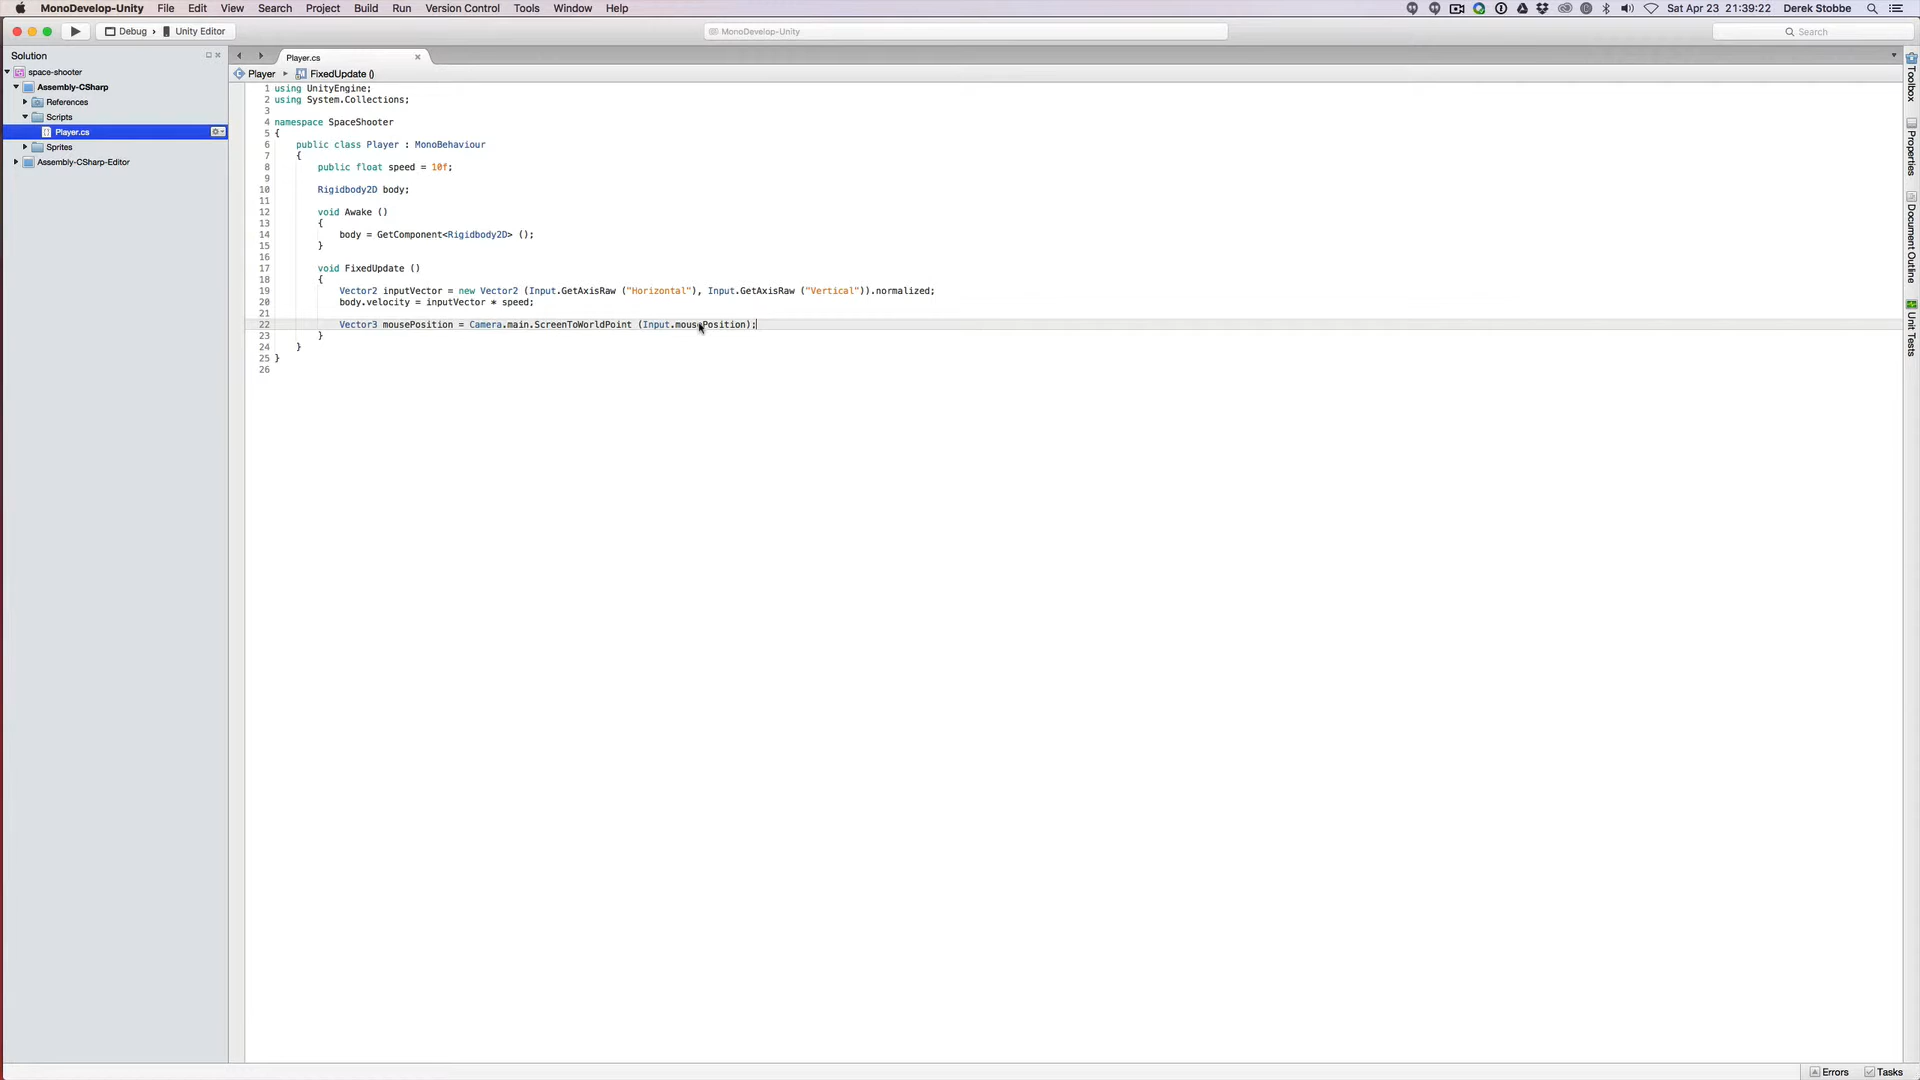 MonoDevelop-Unity File Edit View Search Project Build Run Version Control Tools Window Help Sat Apr 23 21:39:22 Derek Stobbe
Debug › Unity Editor MonoDevelop-Unity Search
Solution
space-shooter
Assembly-CSharp
References
Scripts
Player.cs
Sprites
Assembly-CSharp-Editor
Player.cs
Player FixedUpdate ()
1 using UnityEngine;
2 using System.Collections;
3
4 namespace SpaceShooter
5 {
6 public class Player : MonoBehaviour
7 {
8 public float speed = 10f;
9
10 Rigidbody2D body;
11
12 void Awake ()
13 {
14 body = GetComponent<Rigidbody2D> ();
15 }
16
17 void FixedUpdate ()
18 {
19 Vector2 inputVector = new Vector2 (Input.GetAxisRaw ("Horizontal"), Input.GetAxisRaw ("Vertical")).normalized;
20 body.velocity = inputVector * speed;
21
22 Vector3 mousePosition = Camera.main.ScreenToWorldPoint (Input.mousePosition);
23 }
24 }
25 }
26
Toolbox
Properties
Document Outline
Unit Tests
Errors Tasks